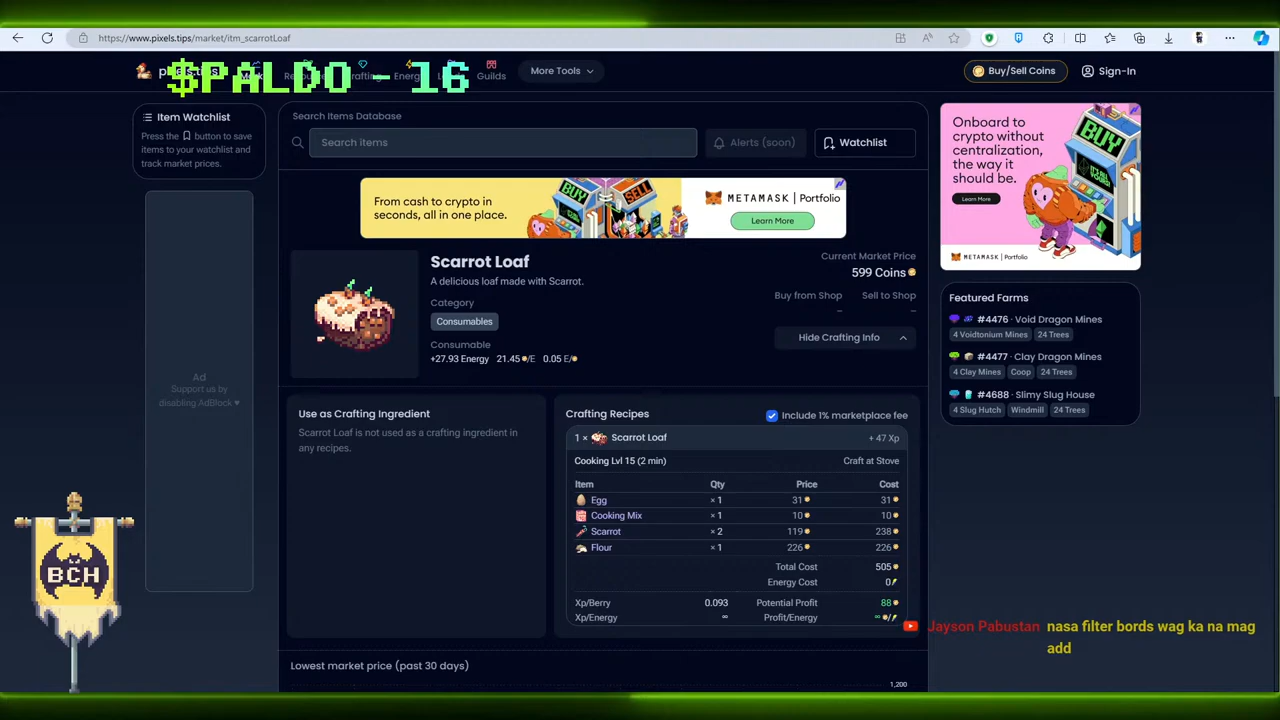 https://www.pixels.tips/market/itm_scarrotLoaf
$PALDO - 16
Guilds
More Tools
Buy/Sell Coins
Sign-In
Item Watchlist
Press the button to save
items to your watchlist and
track market prices.
Ad
Support us by
disabling AdBlock ♥
Search Items Database
Search items
Alerts (soon)
Watchlist
From cash to crypto in
seconds, all in one place.
BUY
SELL
METAMASK | Portfolio
Learn More
Scarrot Loaf
A delicious loaf made with Scarrot.
Category
Consumables
Consumable
+27.93 Energy 21.45 /E 0.05 E/
Current Market Price
599 Coins
Buy from Shop Sell to Shop
– –
Hide Crafting Info
Use as Crafting Ingredient
Scarrot Loaf is not used as a crafting ingredient in
any recipes.
Crafting Recipes
Include 1% marketplace fee
1 × Scarrot Loaf + 47 Xp
Cooking Lvl 15 (2 min) Craft at Stove
Item Qty Price Cost
Egg × 1 31 31
Cooking Mix × 1 10 10
Scarrot × 2 119 238
Flour × 1 226 226
Total Cost 505
Energy Cost 0
Xp/Berry 0.093 Potential Profit 88
Xp/Energy ∞ Profit/Energy ∞ /
Lowest market price (past 30 days)
1,200
Onboard to
crypto without
centralization,
the way it
should be.
Learn More
BUY
METAMASK | Portfolio
Featured Farms
#4476 · Void Dragon Mines
4 Voidtonium Mines 24 Trees
#4477 · Clay Dragon Mines
4 Clay Mines Coop 24 Trees
#4688 · Slimy Slug House
4 Slug Hutch Windmill 24 Trees
BCH
Jayson Pabustan nasa filter bords wag ka na mag
add